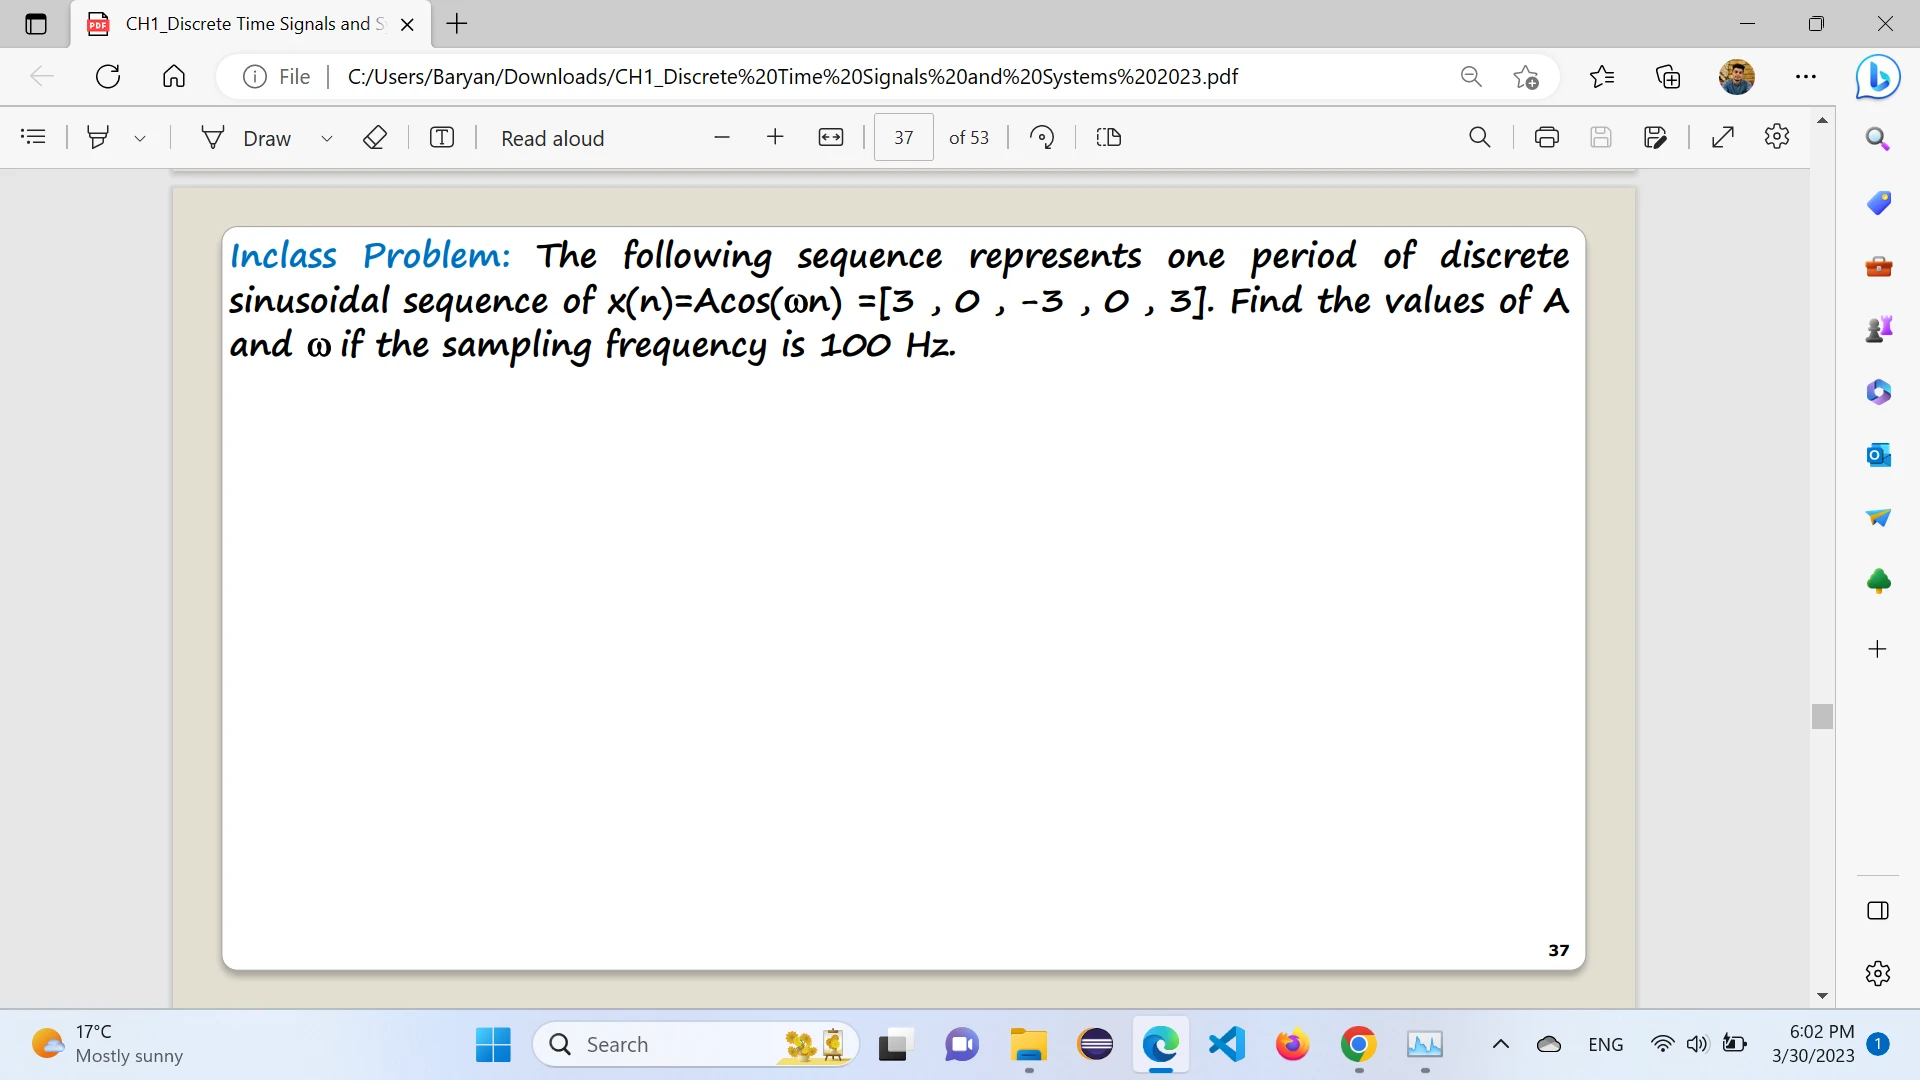 CH1_Discrete Time Signals and S
File
C:/Users/Baryan/Downloads/CH1_Discrete%20Time%20Signals%20and%20Systems%202023.pdf
Draw
Read aloud
37
of 53
Inclass Problem: The following sequence represents one period of discrete
sinusoidal sequence of x(n)=Acos(ωn) =[3 , 0 , -3 , 0 , 3]. Find the values of A
and ω if the sampling frequency is 100 Hz.
37
17°C
Mostly sunny
Search
ENG
6:02 PM
3/30/2023
1